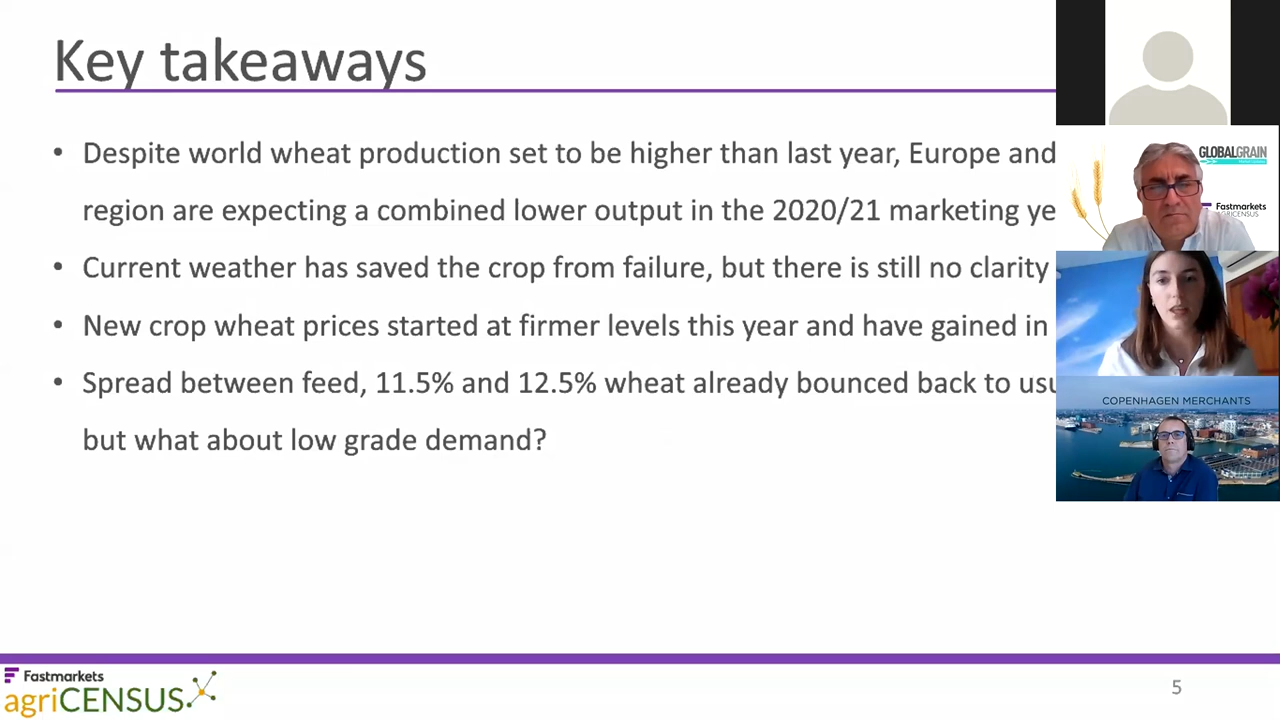 Key takeaways
• Despite world wheat production set to be higher than last year, Europe and
region are expecting a combined lower output in the 2020/21 marketing ye
• Current weather has saved the crop from failure, but there is still no clarity
• New crop wheat prices started at firmer levels this year and have gained in
• Spread between feed, 11.5% and 12.5% wheat already bounced back to usu
but what about low grade demand?
GLOBALGRAIN
Fastmarkets
AGRICENSUS
COPENHAGEN MERCHANTS
Fastmarkets
agriCENSUS
5